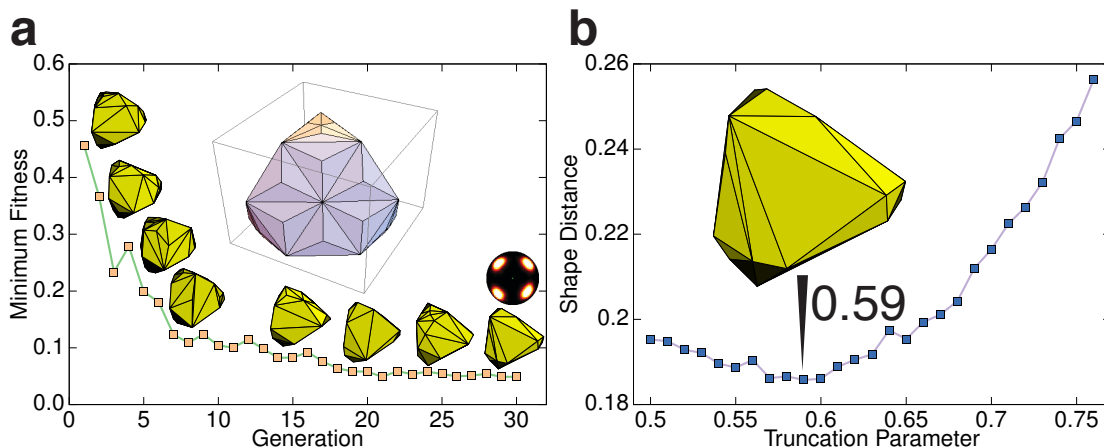 a
Minimum Fitness
0.6
0.5
0.4
0.3
0.2
0.1
0.0
0 5 10 15 20 25 30
Generation
b
Shape Distance
0.26
0.24
0.22
0.2
0.18
0.59
0.5 0.55 0.6 0.65 0.7 0.75
Truncation Parameter